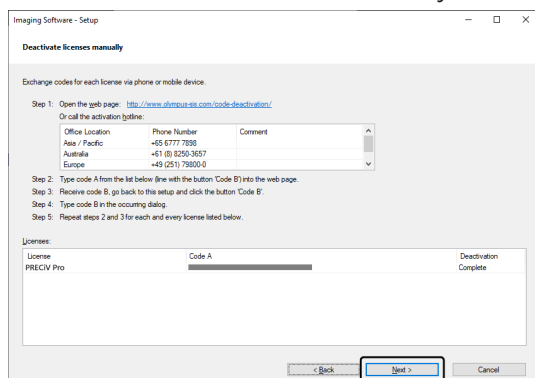 Imaging Software - Setup
Deactivate licenses manually
Exchange codes for each license via phone or mobile device.
Step 1: Open the web page: http://www.olympus-sis.com/code-deactivation/
Or call the activation hotline:
Office Location Phone Number Comment
Asia / Pacific +65 6777 7898
Australia +61 (8) 8250-3657
Europe +49 (251) 79800-0
Step 2: Type code A from the list below (line with the button 'Code B') into the web page.
Step 3: Receive code B, go back to this setup and click the button 'Code B'.
Step 4: Type code B in the occurring dialog.
Step 5: Repeat steps 2 and 3 for each and every license listed below.
Licenses:
License Code A Deactivation
PRECiV Pro Complete
< Back Next > Cancel